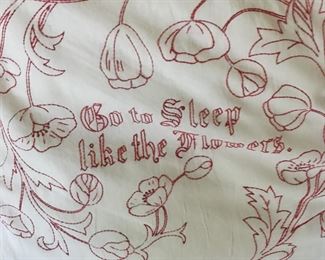 Go to Sleep
like the Flowers.